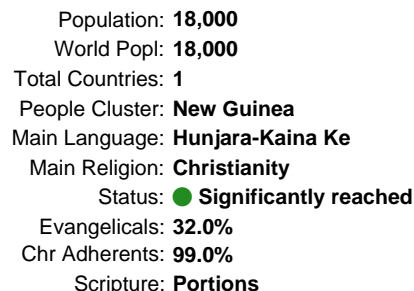 Population: 18,000
World Popl: 18,000
Total Countries: 1
People Cluster: New Guinea
Main Language: Hunjara-Kaina Ke
Main Religion: Christianity
Status: Significantly reached
Evangelicals: 32.0%
Chr Adherents: 99.0%
Scripture: Portions